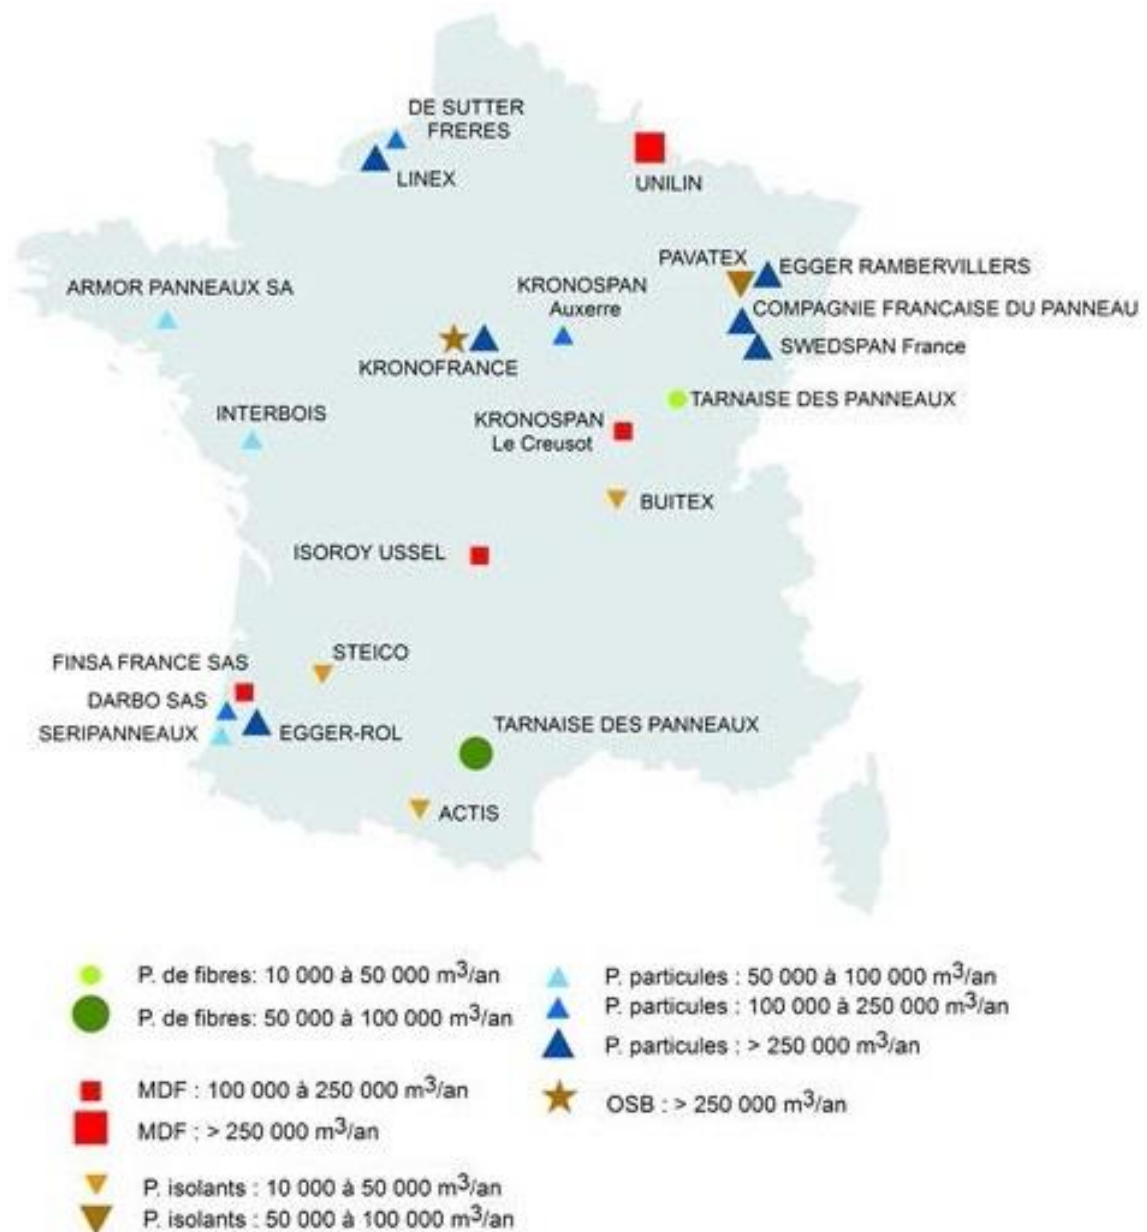 DE SUTTER
FRERES
LINEX
UNILIN
PAVATEX
EGGER RAMBERVILLERS
ARMOR PANNEAUX SA
KRONOSPAN
Auxerre
COMPAGNIE FRANCAISE DU PANNEAU
SWEDSPAN France
KRONOFRANCE
TARNAISE DES PANNEAUX
INTERBOIS
KRONOSPAN
Le Creusot
BUITEX
ISOROY USSEL
STEICO
FINSA FRANCE SAS
DARBO SAS
SERIPANNEAUX
EGGER-ROL
TARNAISE DES PANNEAUX
ACTIS
P. de fibres: 10 000 à 50 000 m³/an
P. de fibres: 50 000 à 100 000 m³/an
MDF : 100 000 à 250 000 m³/an
MDF : > 250 000 m³/an
P. isolants : 10 000 à 50 000 m³/an
P. isolants : 50 000 à 100 000 m³/an
P. particules : 50 000 à 100 000 m³/an
P. particules : 100 000 à 250 000 m³/an
P. particules : > 250 000 m³/an
OSB : > 250 000 m³/an